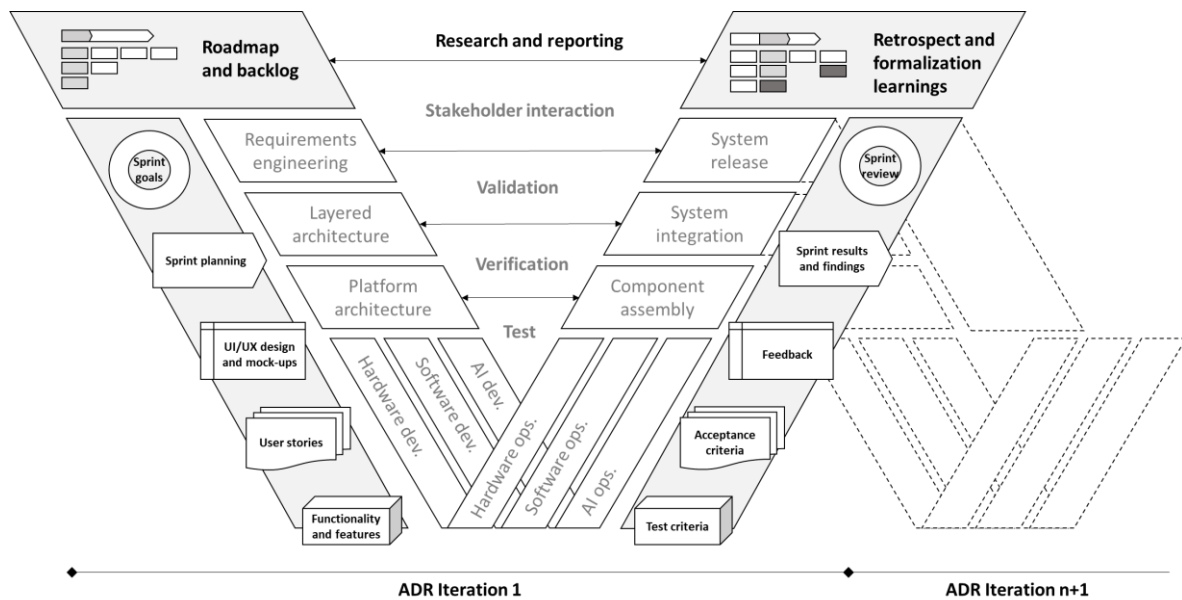 Roadmap
and backlog
Research and reporting
Retrospect and
formalization
learnings
Stakeholder interaction
Requirements
engineering
System
release
Sprint
goals
Sprint
review
Validation
Layered
architecture
System
integration
Sprint planning
Sprint results
and findings
Verification
Platform
architecture
Component
assembly
Test
UI/UX design
and mock-ups
Feedback
Hardware dev.
Software dev.
AI dev.
Hardware ops.
Software ops.
AI ops.
User stories
Acceptance
criteria
Functionality
and features
Test criteria
ADR Iteration 1
ADR Iteration n+1